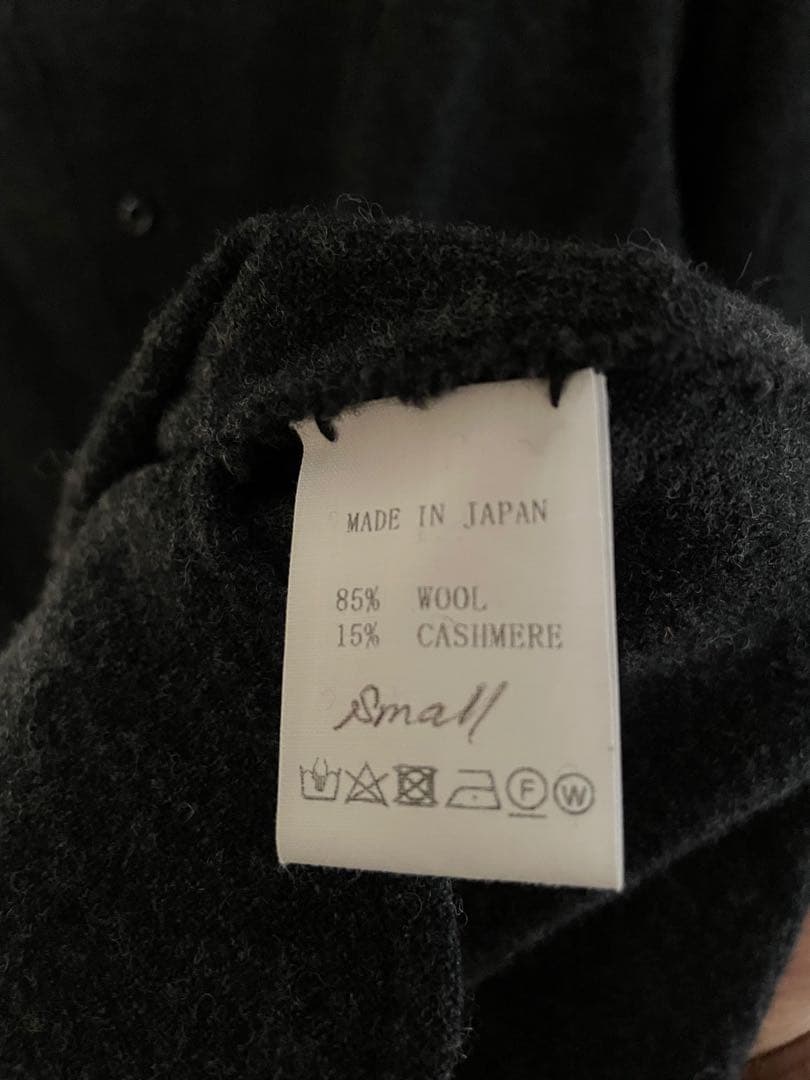 MADE IN JAPAN
85% WOOL
15% CASHMERE
Small
F W